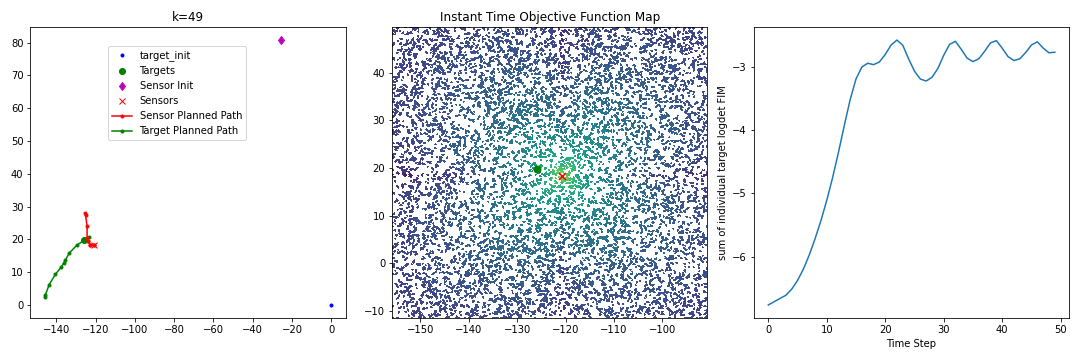 k=49
80
70
60
50
40
30
20
10
0
−140 −120 −100 −80 −60 −40 −20 0
target_init
Targets
Sensor Init
Sensors
Sensor Planned Path
Target Planned Path
Instant Time Objective Function Map
40
30
20
10
0
−10
−150 −140 −130 −120 −110 −100
sum of individual target logdet FIM
−3
−4
−5
−6
0 10 20 30 40 50
Time Step